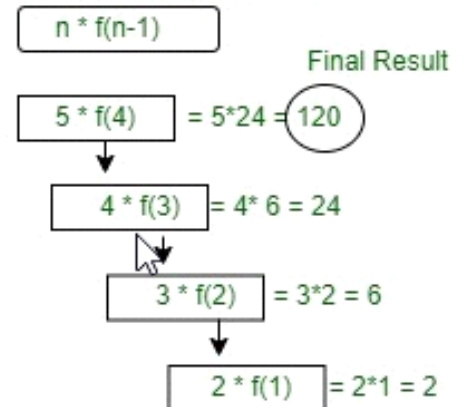 n * f(n-1)
Final Result
5 * f(4) = 5*24 = 120
4 * f(3) = 4* 6 = 24
3 * f(2) = 3*2 = 6
2 * f(1) = 2*1 = 2